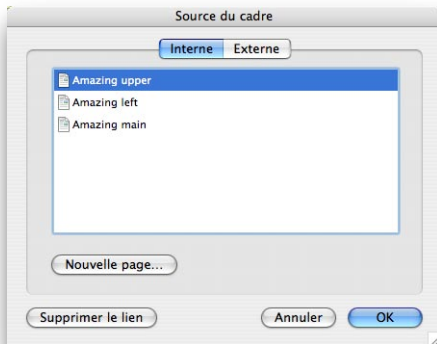 Source du cadre
Interne Externe
Amazing upper
Amazing left
Amazing main
Nouvelle page...
Supprimer le lien Annuler OK